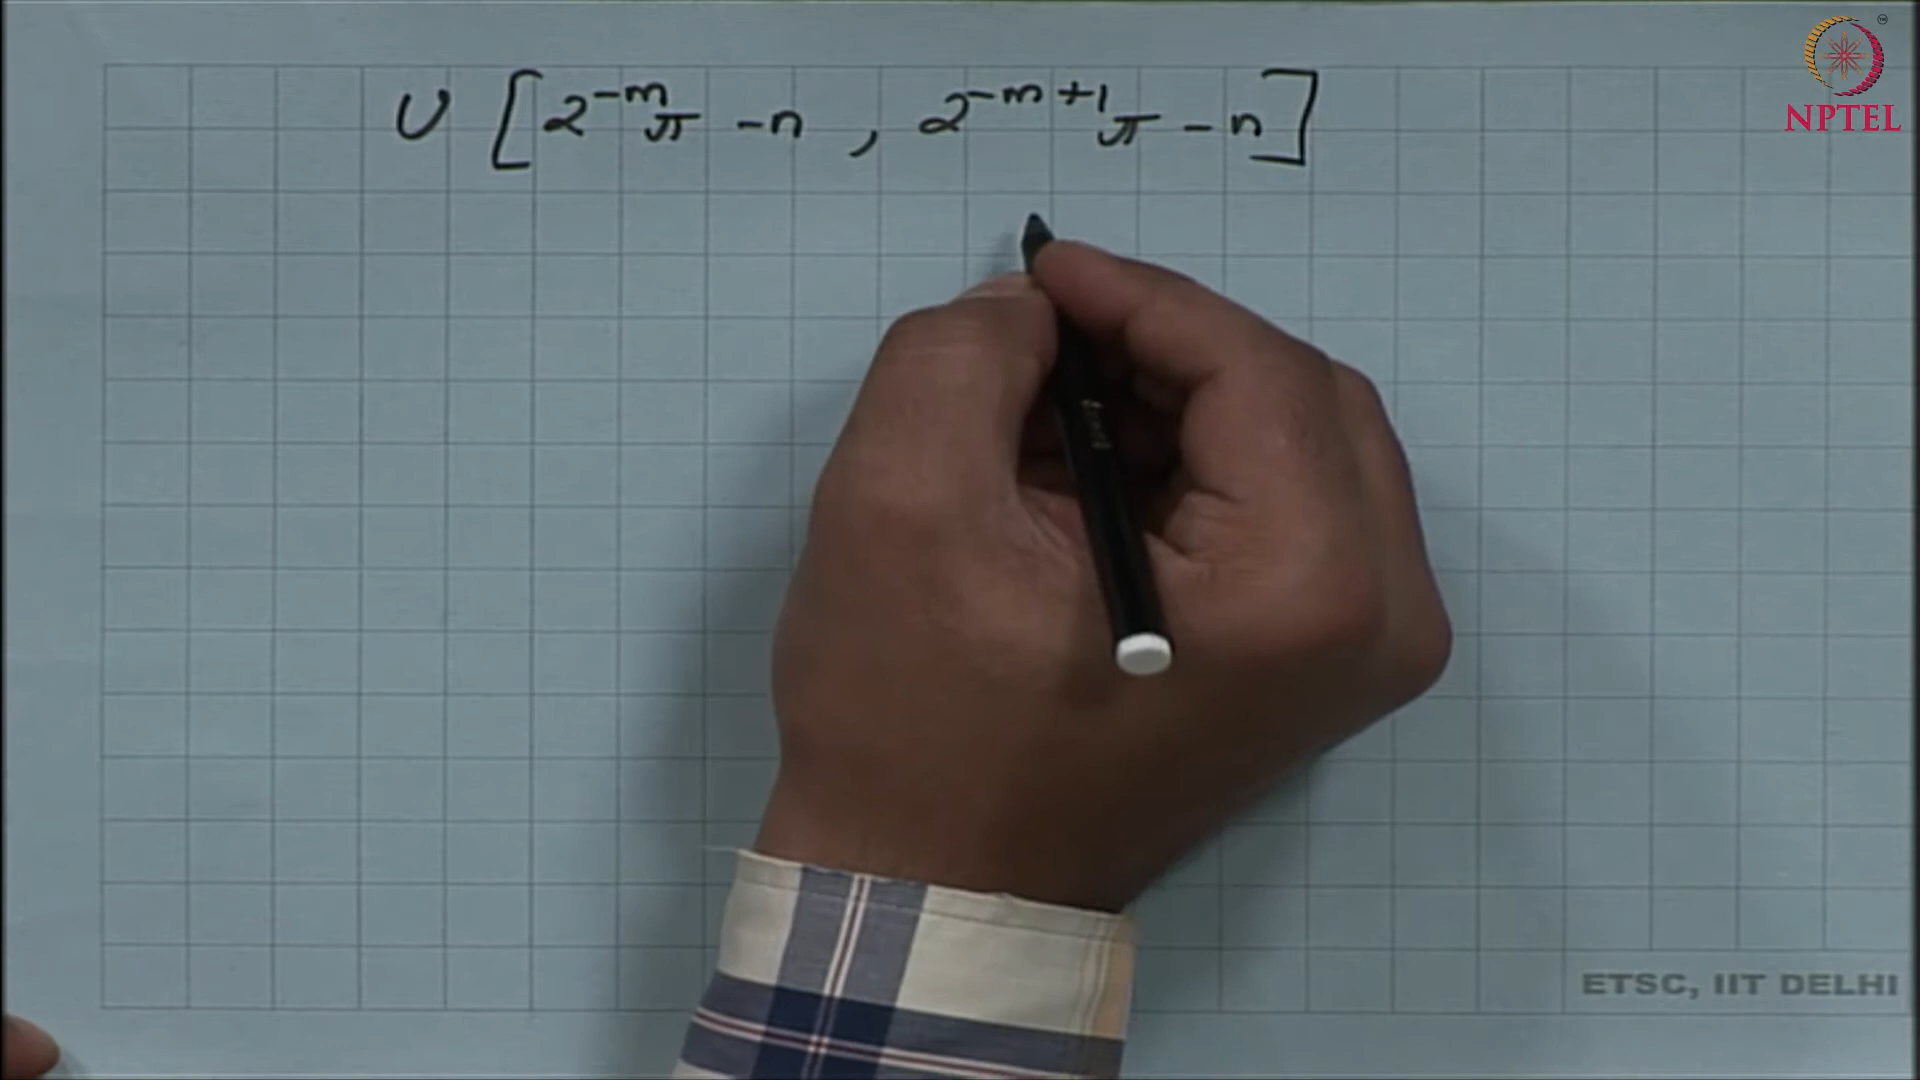 ∪ [2^{-m}π - n , 2^{-m+1}π - n]
NPTEL
ETSC, IIT DELHI